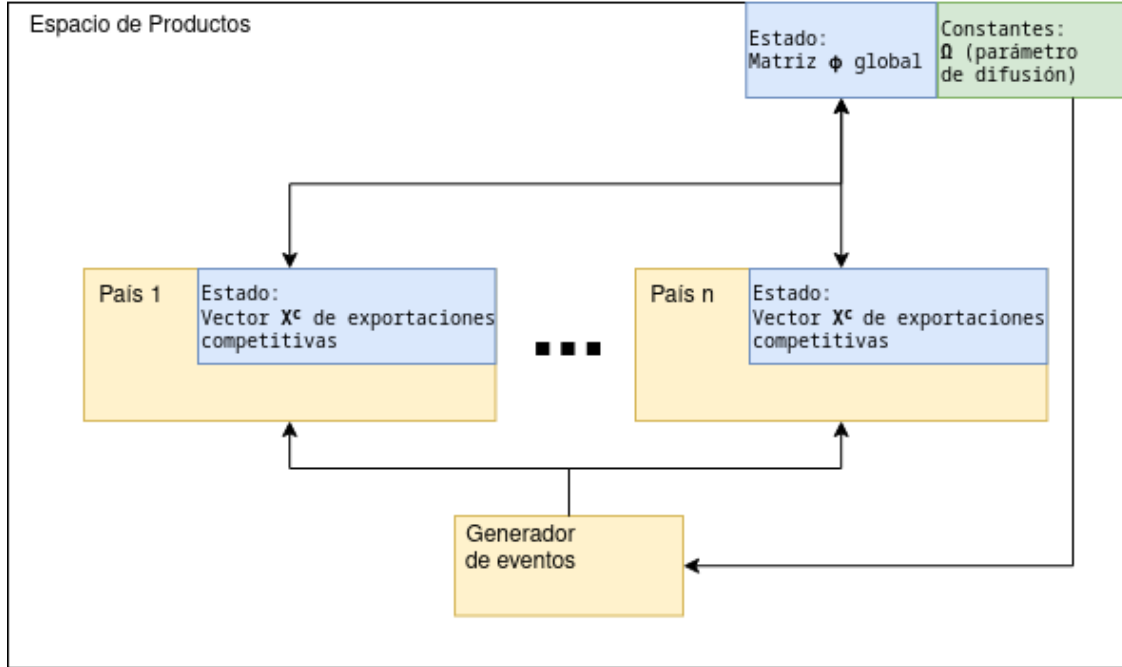 Espacio de Productos
Estado:
Matriz ϕ global
Constantes:
Ω (parámetro
de difusión)
País 1
Estado:
Vector Xᶜ de exportaciones
competitivas
País n
Estado:
Vector Xᶜ de exportaciones
competitivas
Generador
de eventos